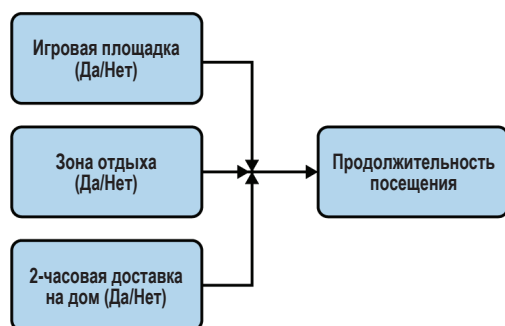 Игровая площадка
(Да/Нет)
Зона отдыха
(Да/Нет)
2-часовая доставка
на дом (Да/Нет)
Продолжительность
посещения